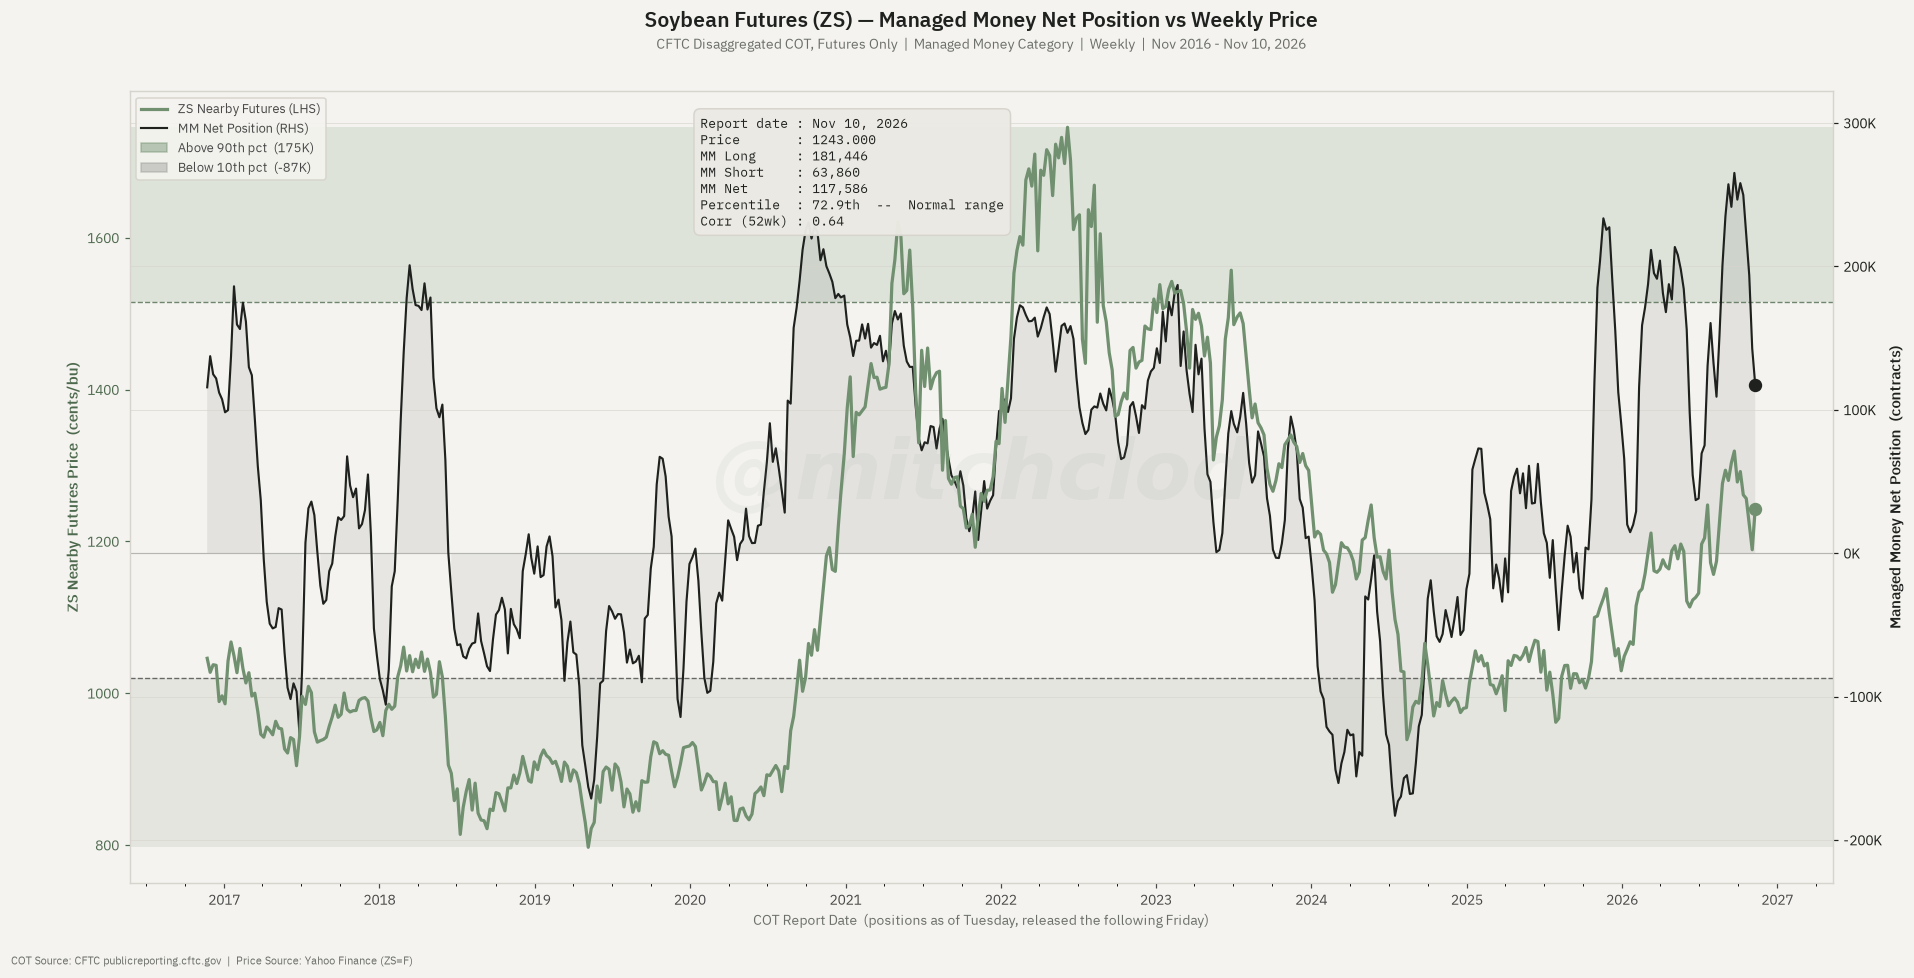 Soybean Futures (ZS) — Managed Money Net Position vs Weekly Price
CFTC Disaggregated COT, Futures Only | Managed Money Category | Weekly | Nov 2016 - Nov 10, 2026
ZS Nearby Futures (LHS)
MM Net Position (RHS)
Above 90th pct (175K)
Below 10th pct (-87K)
Report date : Nov 10, 2026
Price : 1243.000
MM Long : 181,446
MM Short : 63,860
MM Net : 117,586
Percentile : 72.9th -- Normal range
Corr (52wk) : 0.64
@mitchclod
ZS Nearby Futures Price (cents/bu)
1600
1400
1200
1000
800
300K
200K
100K
0K
-100K
-200K
Managed Money Net Position (contracts)
2017 2018 2019 2020 2021 2022 2023 2024 2025 2026 2027
COT Report Date (positions as of Tuesday, released the following Friday)
COT Source: CFTC publicreporting.cftc.gov | Price Source: Yahoo Finance (ZS=F)